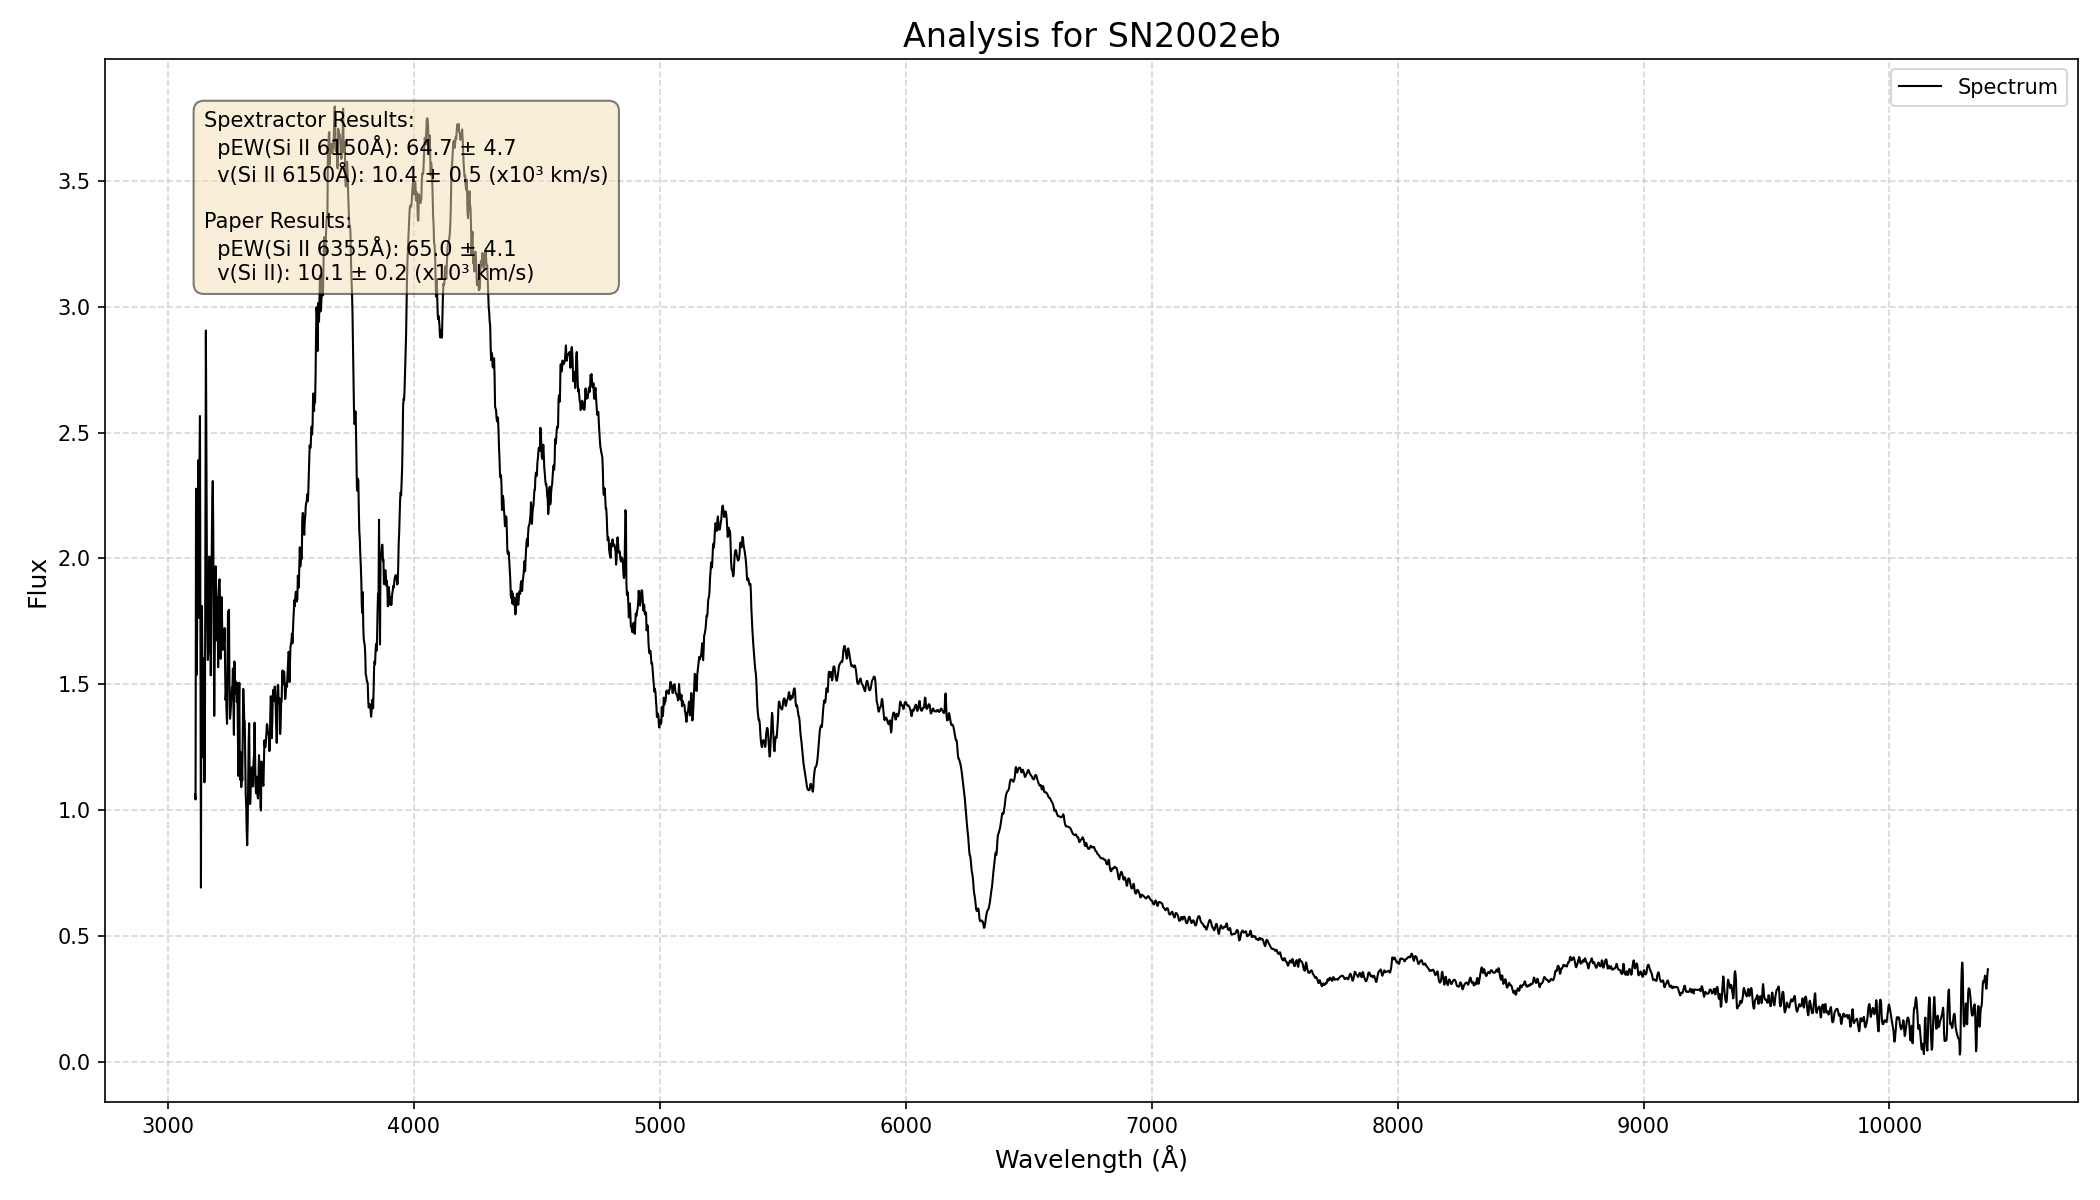 Analysis for SN2002eb
Spectrum
Spextractor Results:
pEW(Si II 6150Å): 64.7 ± 4.7
v(Si II 6150Å): 10.4 ± 0.5 (x10³ km/s)
Paper Results:
pEW(Si II 6355Å): 65.0 ± 4.1
v(Si II): 10.1 ± 0.2 (x10³ km/s)
Flux
3.5
3.0
2.5
2.0
1.5
1.0
0.5
0.0
3000 4000 5000 6000 7000 8000 9000 10000
Wavelength (Å)